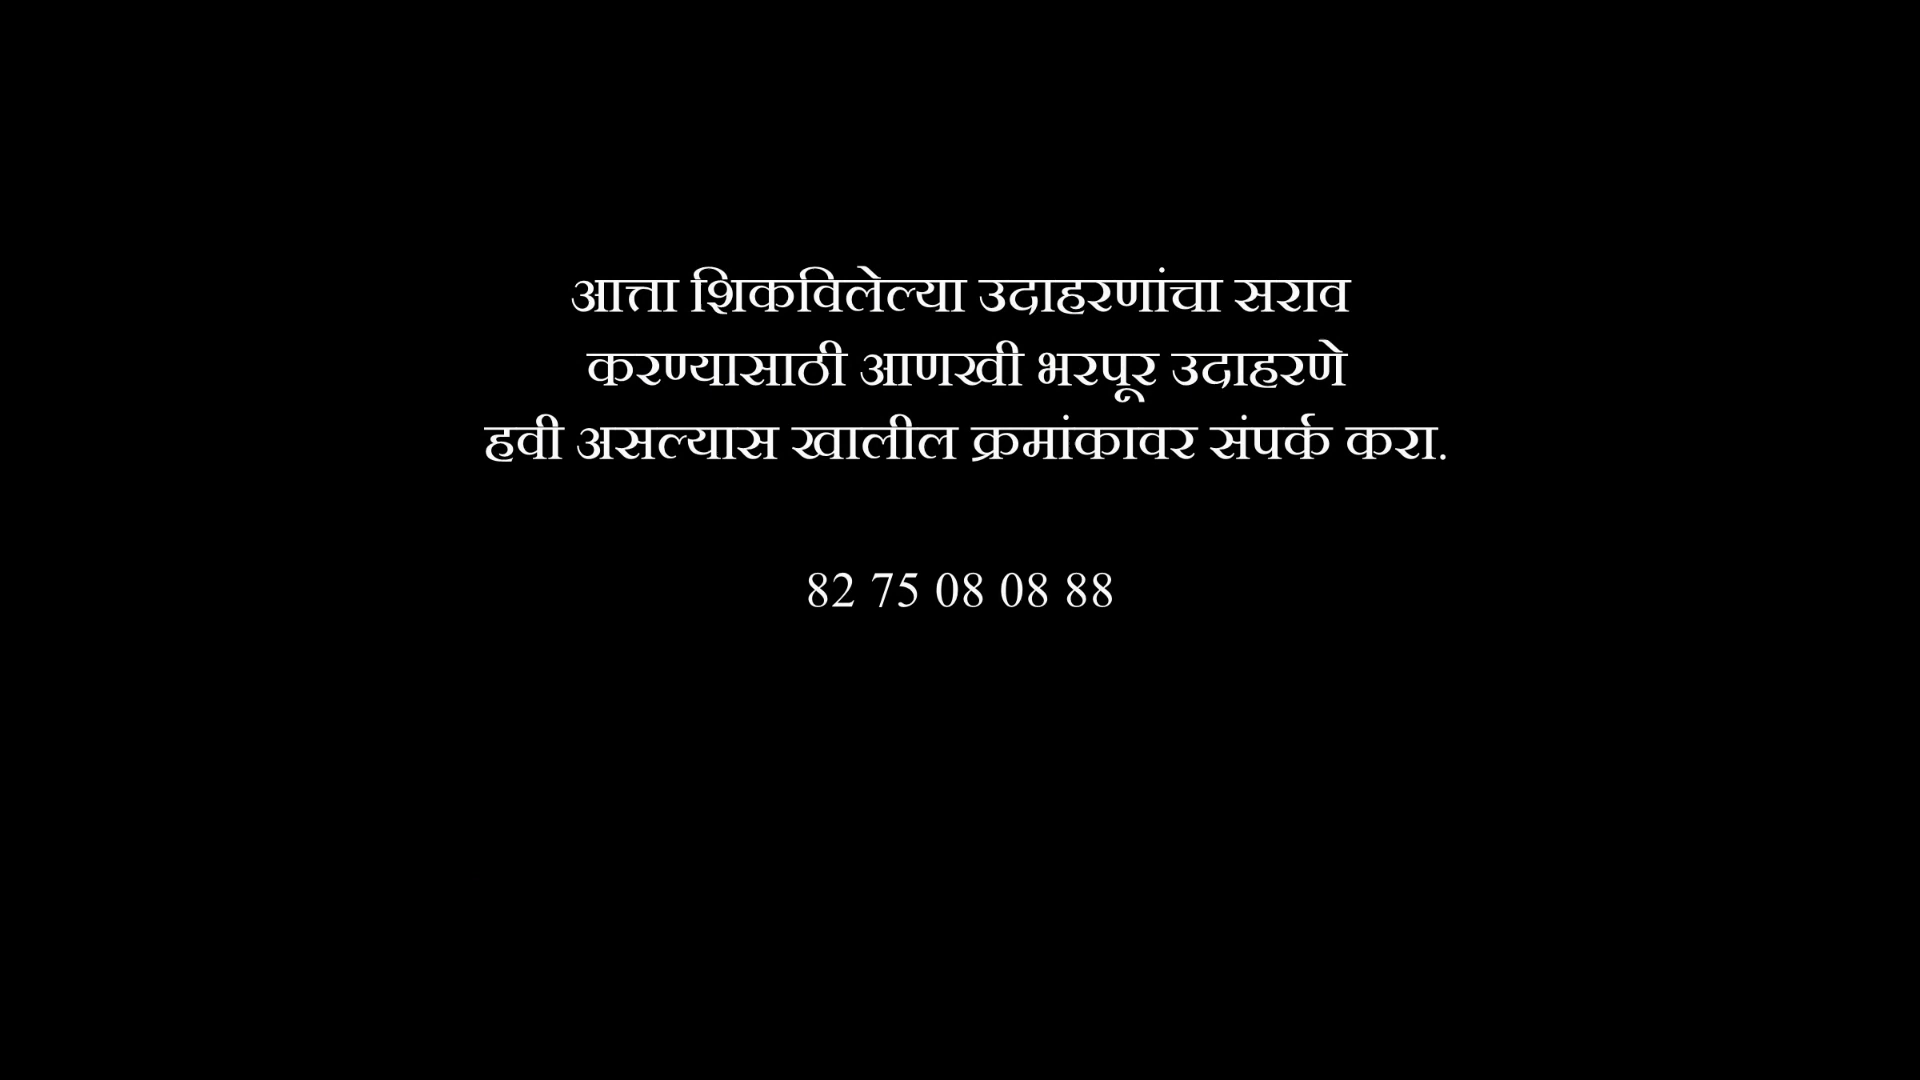 आत्ता शिकविलेल्या उदाहरणांचा सराव
करण्यासाठी आणखी भरपूर उदाहरणे
हवी असल्यास खालील क्रमांकावर संपर्क करा.
82 75 08 08 88